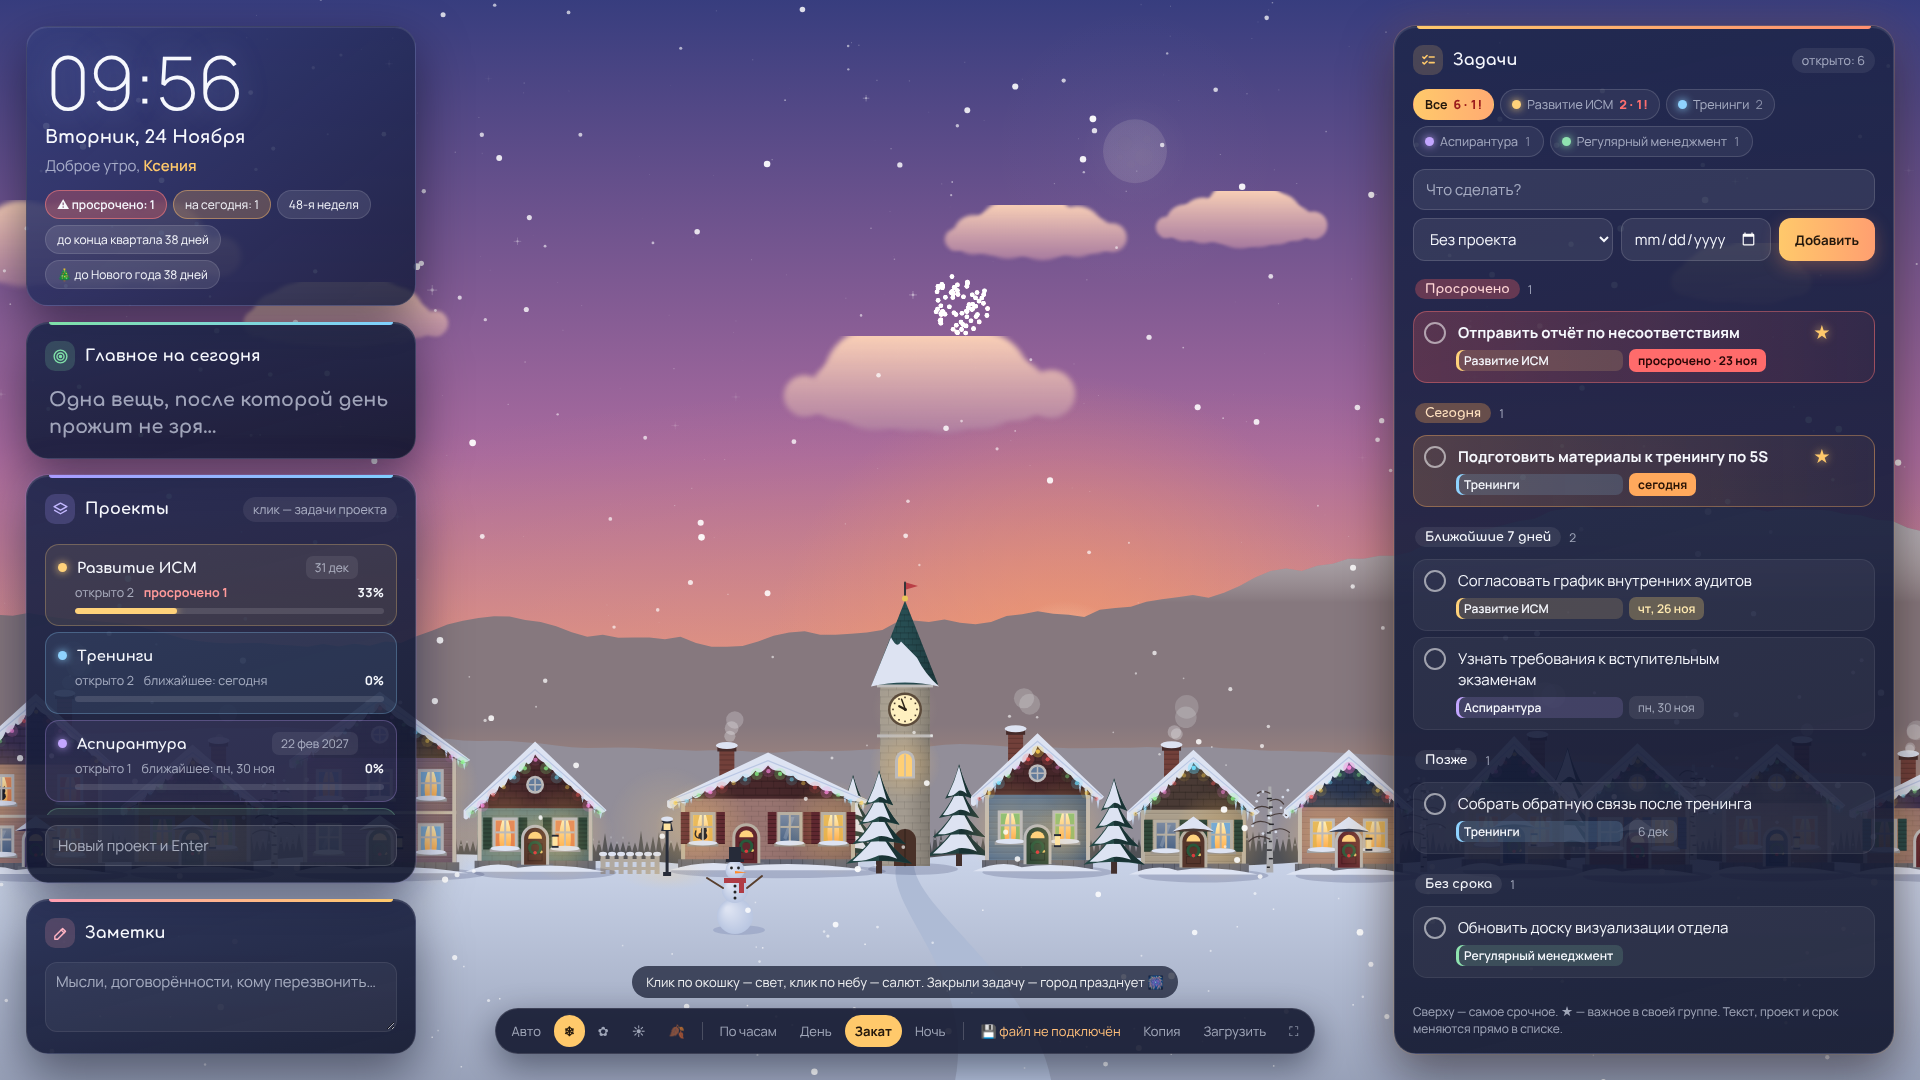 09:56
Вторник, 24 Ноября
Доброе утро, Ксения
⚠ просрочено: 1
на сегодня: 1
48-я неделя
до конца квартала 38 дней
🎄 до Нового года 38 дней
Главное на сегодня
Одна вещь, после которой день
прожит не зря...
Проекты
клик — задачи проекта
Развитие ИСМ
31 дек
открыто 2 просрочено 1
33%
Тренинги
открыто 2 ближайшее: сегодня
0%
Аспирантура
22 фев 2027
открыто 1 ближайшее: пн, 30 ноя
0%
Новый проект и Enter
Заметки
Мысли, договорённости, кому перезвонить...
Клик по окошку — свет, клик по небу — салют. Закрыли задачу — город празднует 🎆
Авто
По часам
День
Закат
Ночь
💾 файл не подключён
Копия
Загрузить
Задачи
открыто: 6
Все 6 · 1!
Развитие ИСМ 2 · 1!
Тренинги 2
Аспирантура 1
Регулярный менеджмент 1
Что сделать?
Без проекта
mm/dd/yyyy
Добавить
Просрочено 1
Отправить отчёт по несоответствиям ★
Развитие ИСМ
просрочено · 23 ноя
Сегодня 1
Подготовить материалы к тренингу по 5S ★
Тренинги
сегодня
Ближайшие 7 дней 2
Согласовать график внутренних аудитов
Развитие ИСМ
чт, 26 ноя
Узнать требования к вступительным
экзаменам
Аспирантура
пн, 30 ноя
Позже 1
Собрать обратную связь после тренинга
Тренинги
6 дек
Без срока 1
Обновить доску визуализации отдела
Регулярный менеджмент
Сверху — самое срочное. ★ — важное в своей группе. Текст, проект и срок
меняются прямо в списке.